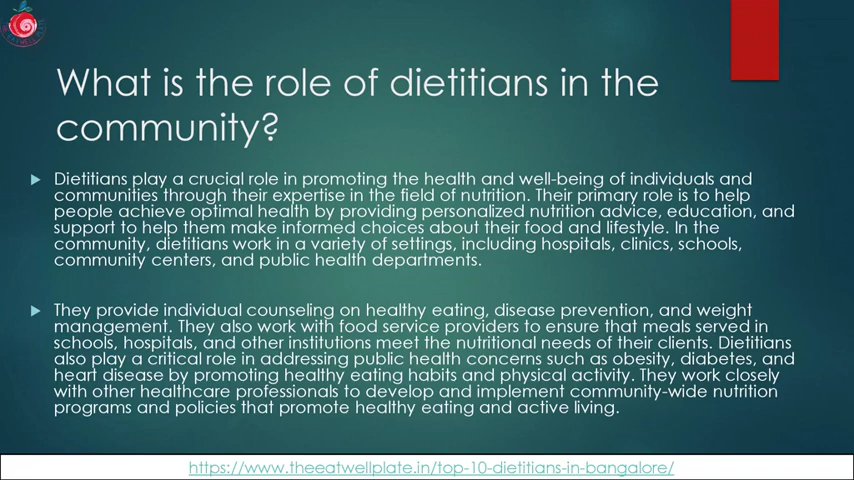 What is the role of dietitians in the
community?
Dietitians play a crucial role in promoting the health and well-being of individuals and
communities through their expertise in the field of nutrition. Their primary role is to help
people achieve optimal health by providing personalized nutrition advice, education, and
support to help them make informed choices about their food and lifestyle. In the
community, dietitians work in a variety of settings, including hospitals, clinics, schools,
community centers, and public health departments.
They provide individual counseling on healthy eating, disease prevention, and weight
management. They also work with food service providers to ensure that meals served in
schools, hospitals, and other institutions meet the nutritional needs of their clients. Dietitians
also play a critical role in addressing public health concerns such as obesity, diabetes, and
heart disease by promoting healthy eating habits and physical activity. They work closely
with other healthcare professionals to develop and implement community-wide nutrition
programs and policies that promote healthy eating and active living.
https://www.theeatwellplate.in/top-10-dietitians-in-bangalore/